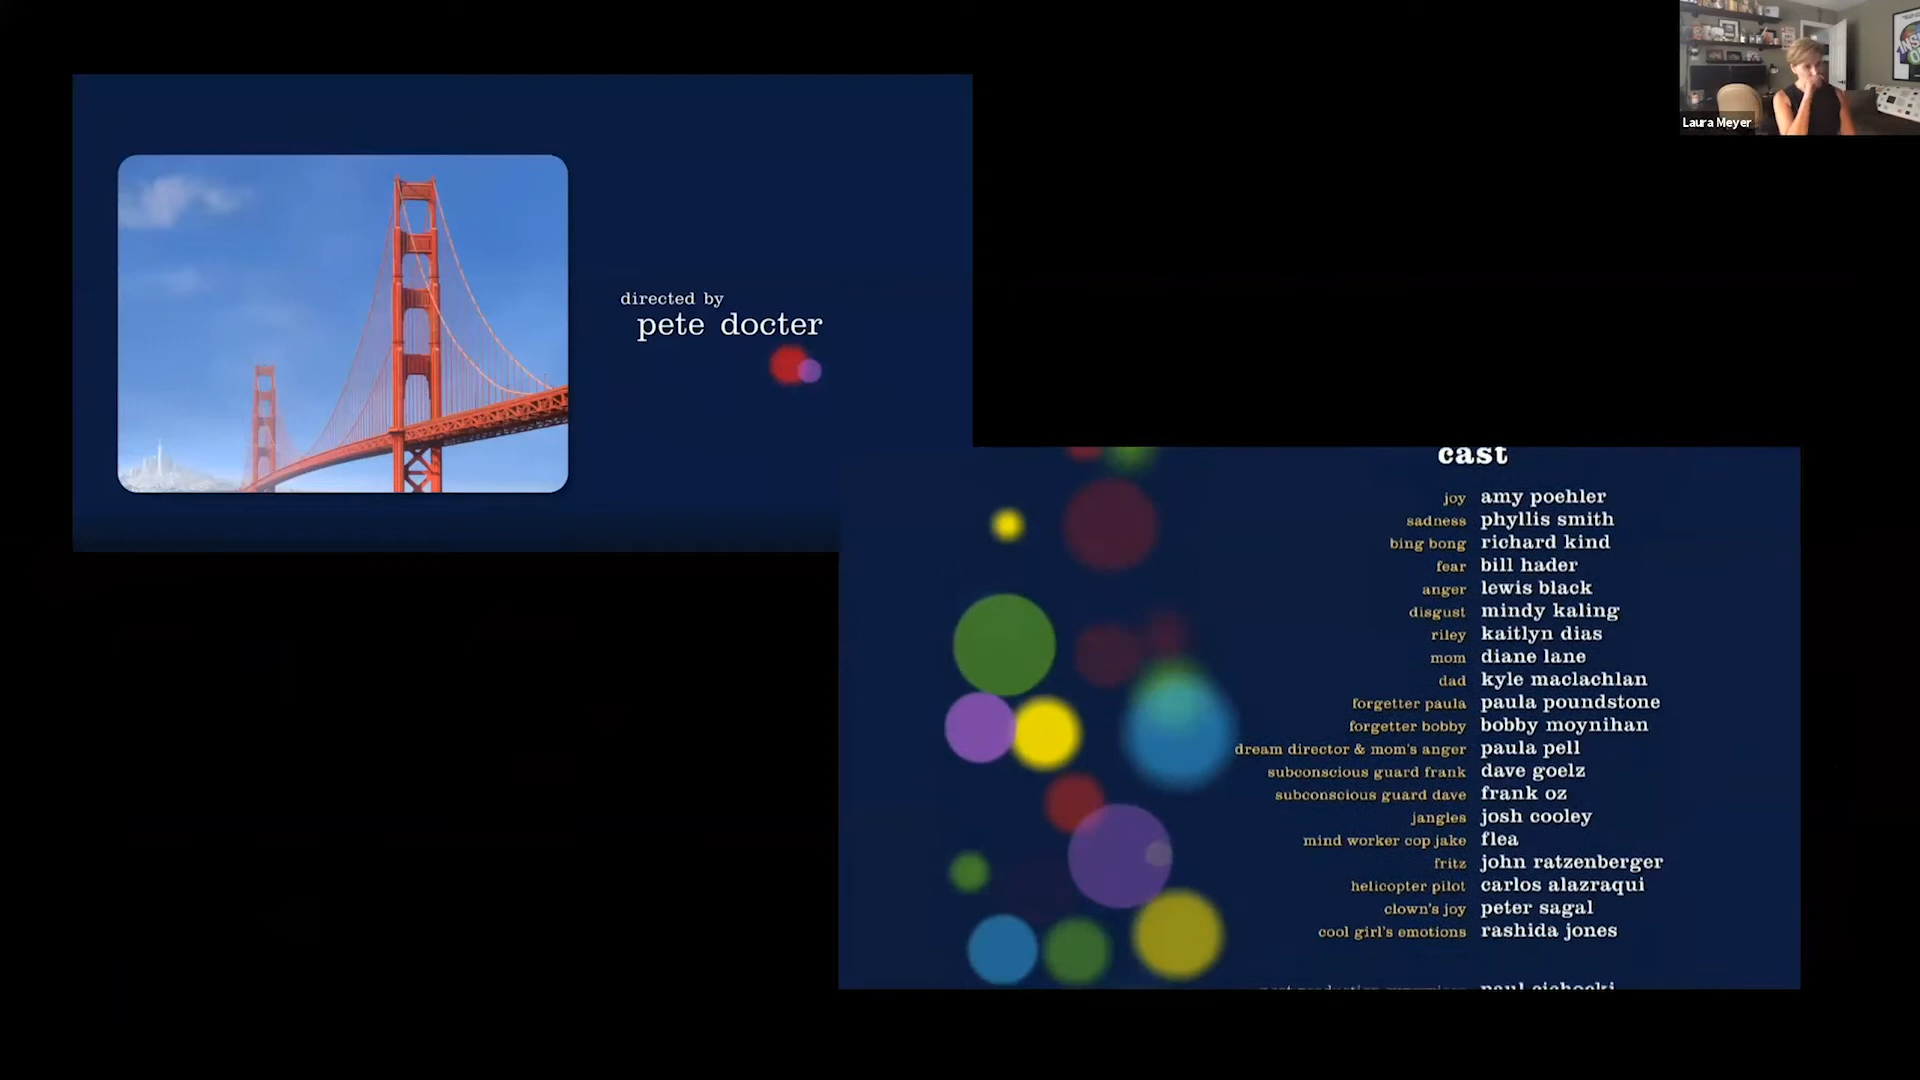 Laura Meyer
directed by
pete docter
cast
joy amy poehler
sadness phyllis smith
bing bong richard kind
fear bill hader
anger lewis black
disgust mindy kaling
riley kaitlyn dias
mom diane lane
dad kyle maclachlan
forgetter paula paula poundstone
forgetter bobby bobby moynihan
dream director & mom's anger paula pell
subconscious guard frank dave goelz
subconscious guard dave frank oz
jangles josh cooley
mind worker cop jake flea
fritz john ratzenberger
helicopter pilot carlos alazraqui
clown's joy peter sagal
cool girl's emotions rashida jones
paul cichocki